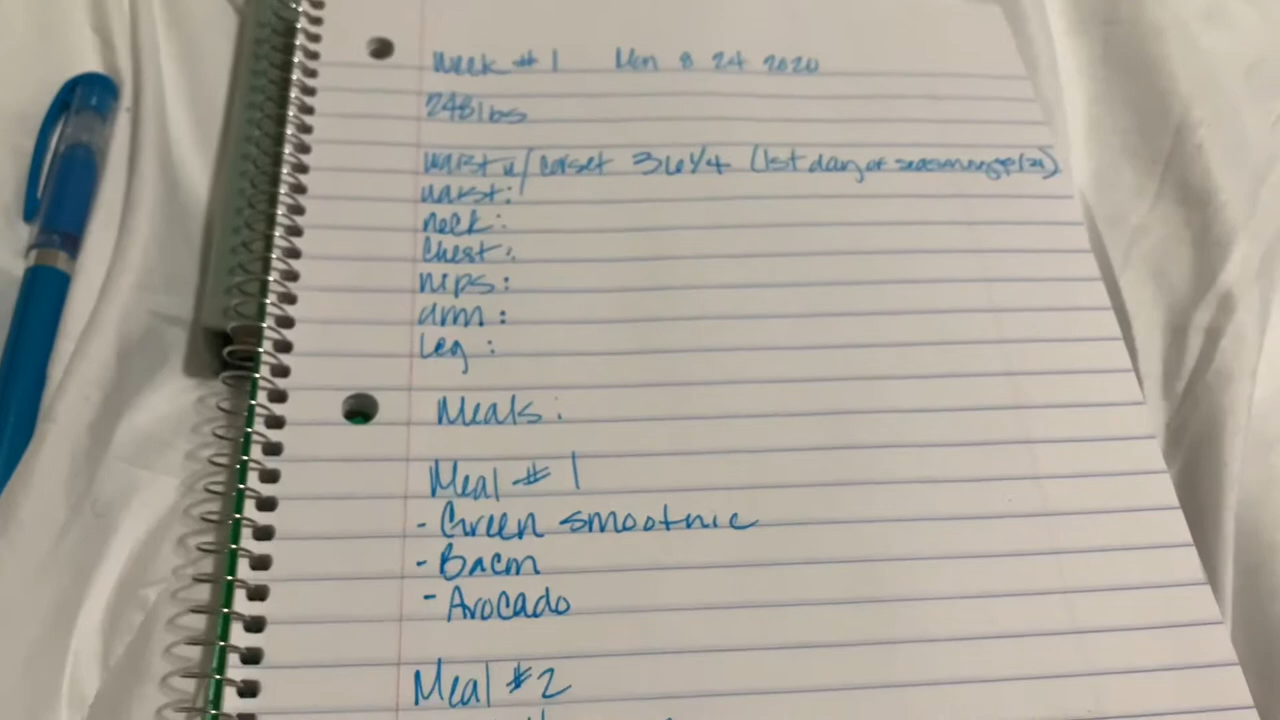 Week #1 Mon 8 24 2020
248lbs
waist w/ corset 36 1/4 (1st day of seasoning
waist:
neck:
Chest:
hips:
arm:
Leg:
Meals:
Meal #1
- Green smoothie
- Bacon
- Avocado
Meal #2